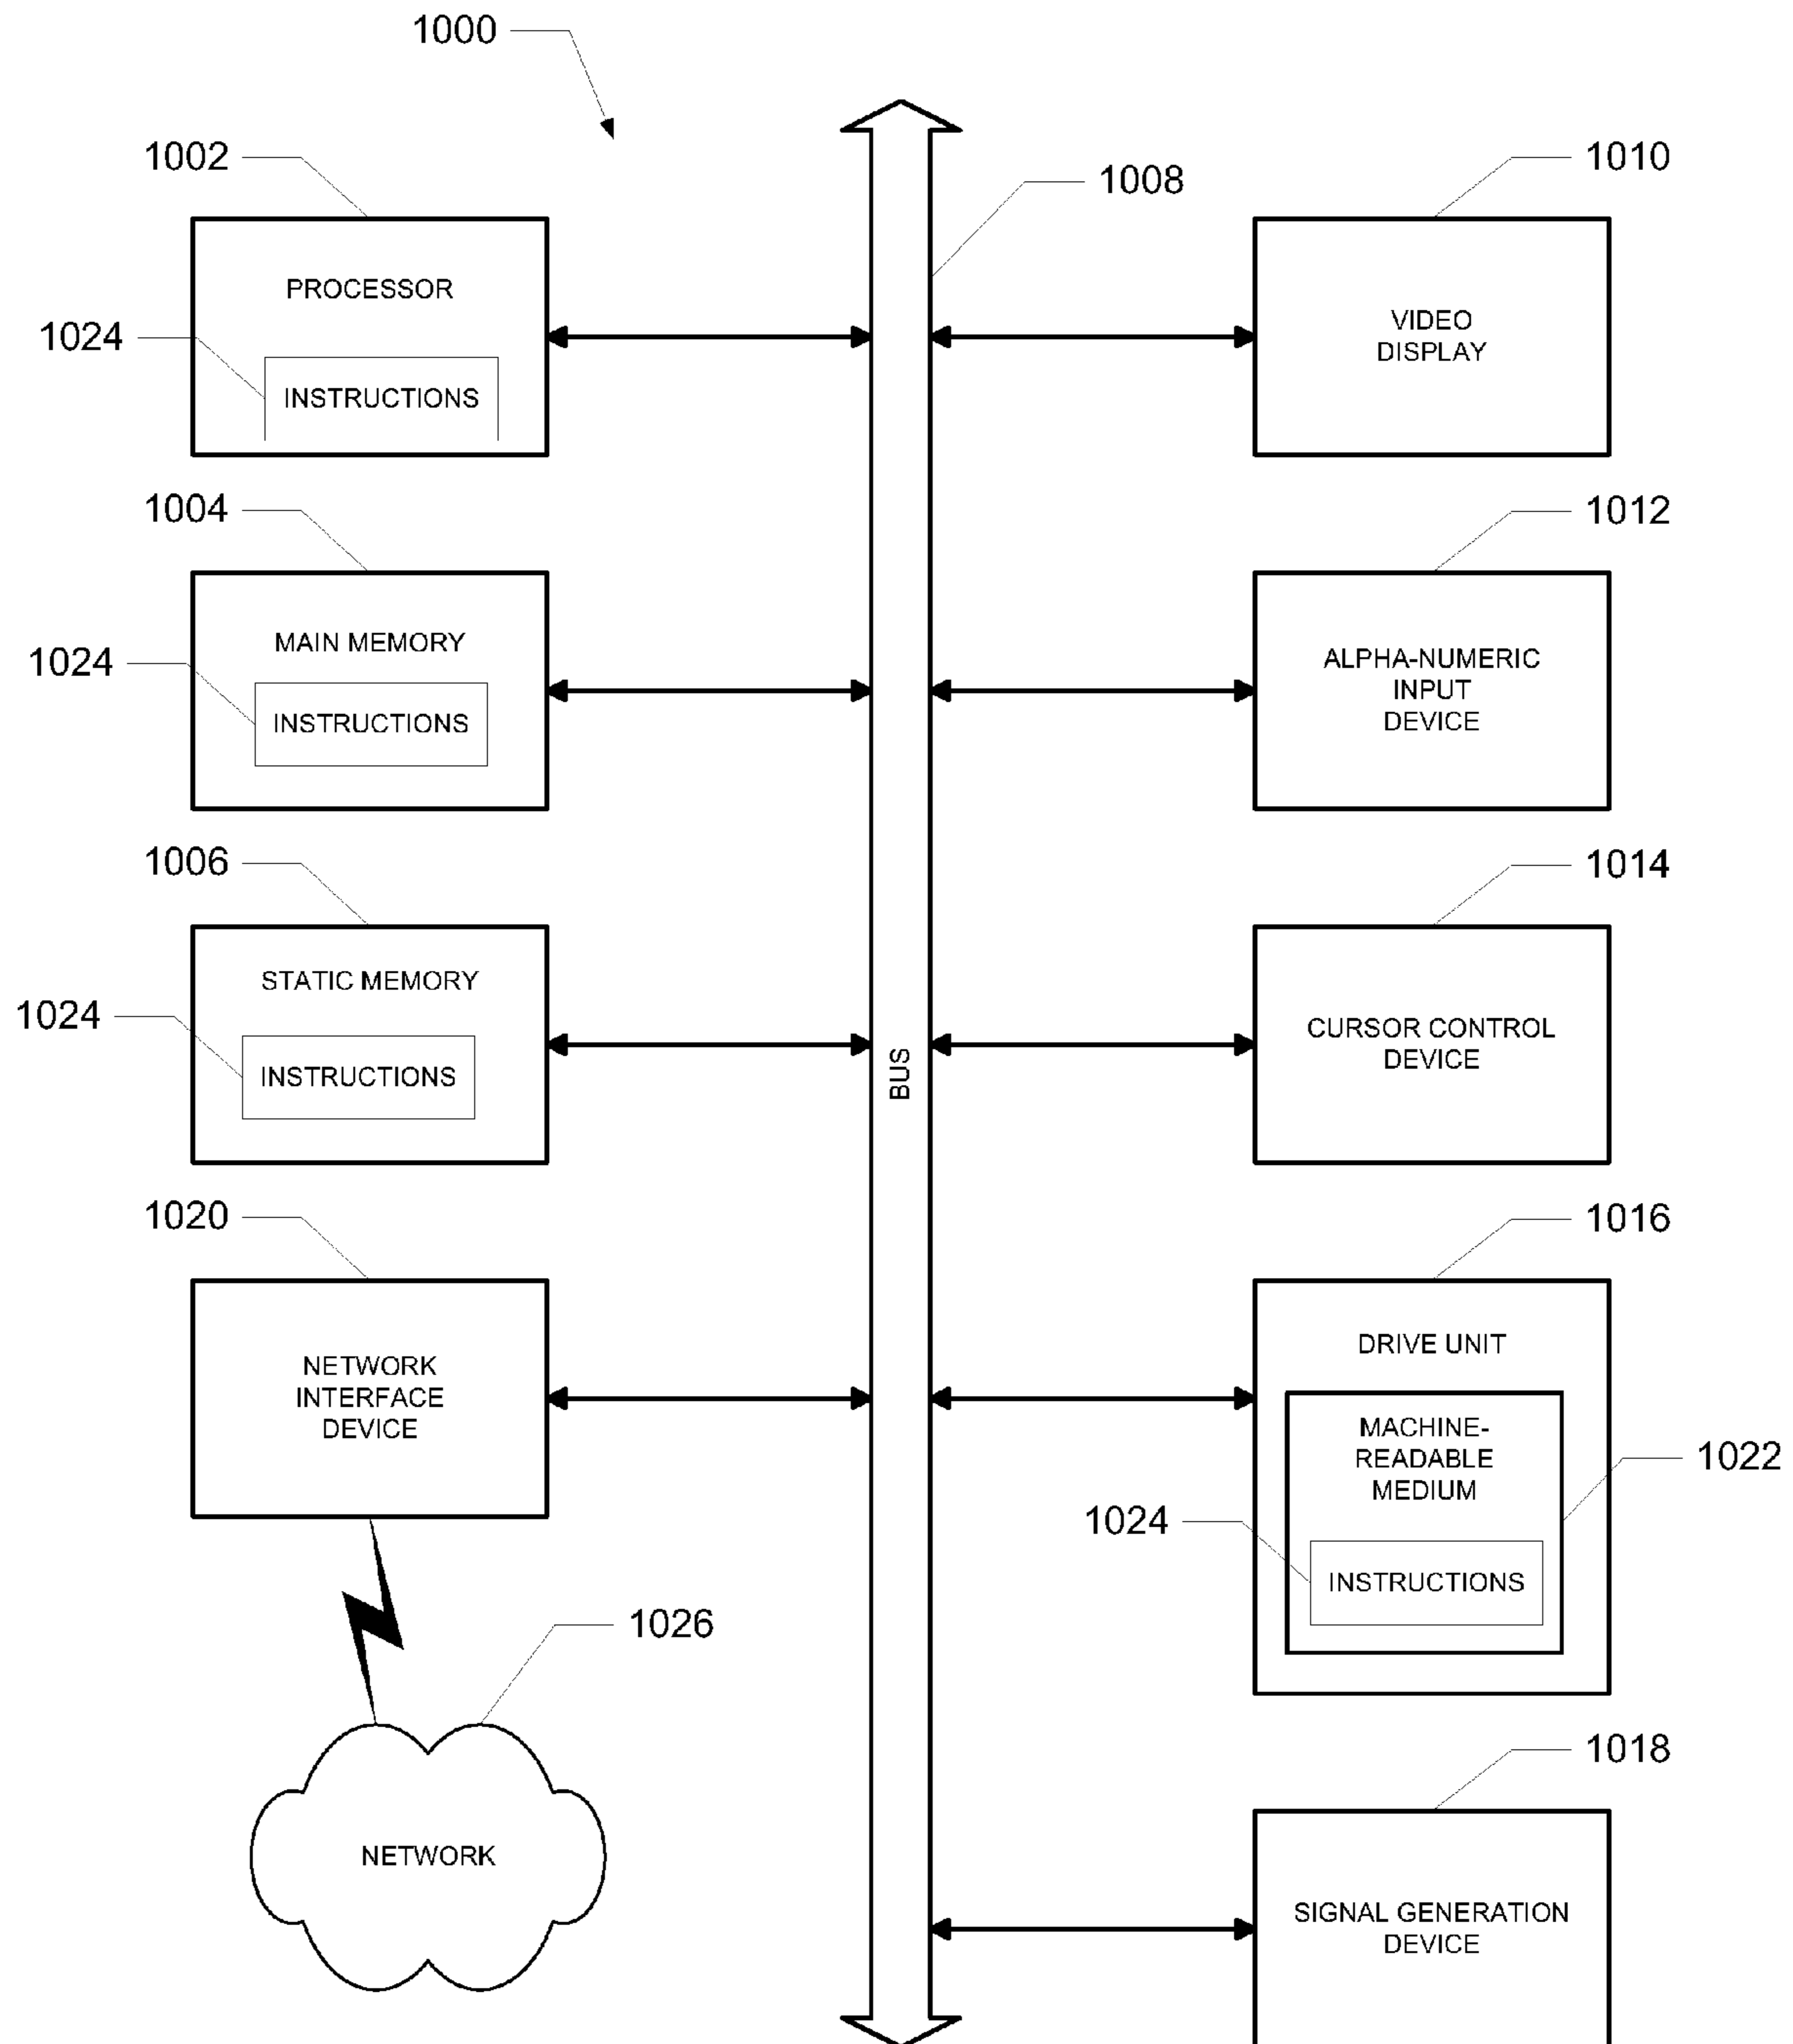 1000
1002
1008
1010
PROCESSOR
1024
INSTRUCTIONS
VIDEO
DISPLAY
1004
1012
MAIN MEMORY
1024
INSTRUCTIONS
ALPHA-NUMERIC
INPUT
DEVICE
1006
1014
STATIC MEMORY
1024
INSTRUCTIONS
BUS
CURSOR CONTROL
DEVICE
1020
1016
NETWORK
INTERFACE
DEVICE
DRIVE UNIT
MACHINE-
READABLE
MEDIUM
1022
1024
INSTRUCTIONS
1026
NETWORK
1018
SIGNAL GENERATION
DEVICE